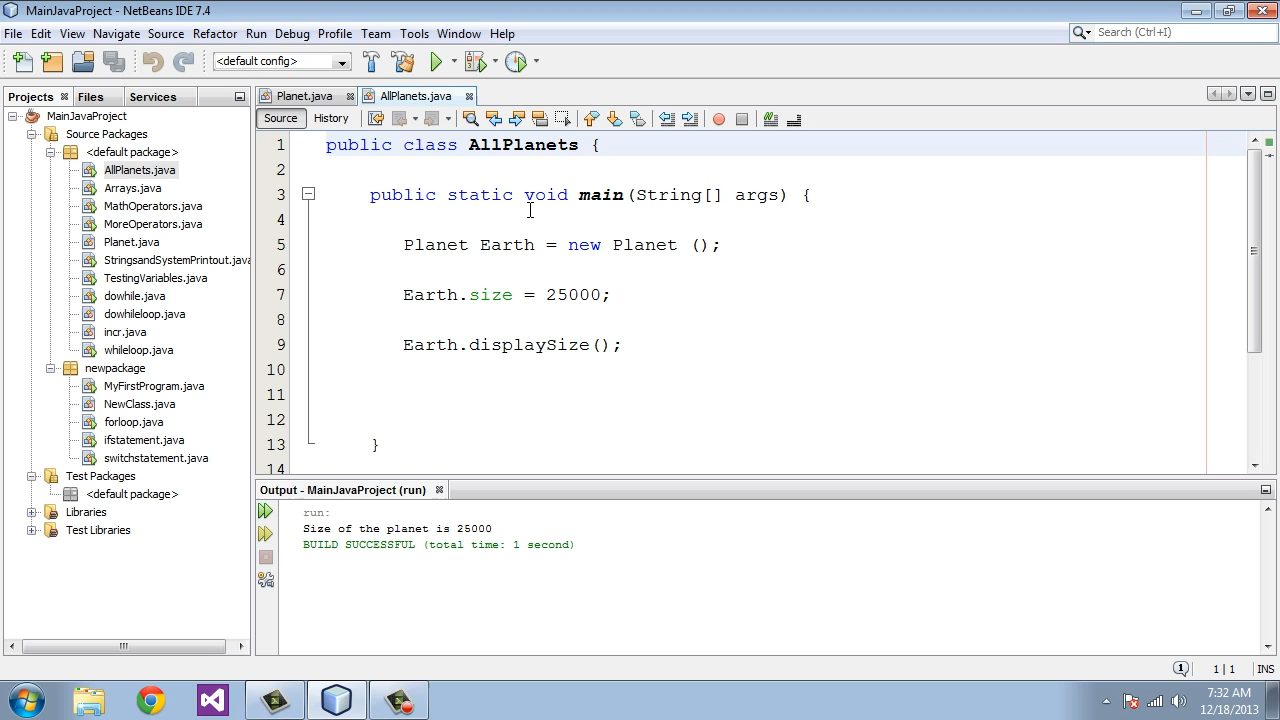 MainJavaProject - NetBeans IDE 7.4
File Edit View Navigate Source Refactor Run Debug Profile Team Tools Window Help
Search (Ctrl+I)
<default config>
Projects Files Services
Planet.java AllPlanets.java
Source History
MainJavaProject
Source Packages
<default package>
AllPlanets.java
Arrays.java
MathOperators.java
MoreOperators.java
Planet.java
StringsandSystemPrintout.java
TestingVariables.java
dowhile.java
dowhileloop.java
incr.java
whileloop.java
newpackage
MyFirstProgram.java
NewClass.java
forloop.java
ifstatement.java
switchstatement.java
Test Packages
<default package>
Libraries
Test Libraries
1 public class AllPlanets {
2
3 public static void main(String[] args) {
4
5 Planet Earth = new Planet ();
6
7 Earth.size = 25000;
8
9 Earth.displaySize();
10
11
12
13 }
14
Output - MainJavaProject (run)
run:
Size of the planet is 25000
BUILD SUCCESSFUL (total time: 1 second)
1 1 | 1 INS
7:32 AM
12/18/2013